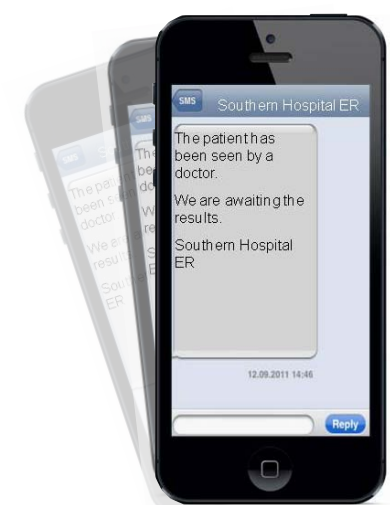 SMS
Southern Hospital ER
The patient has
been seen by a
doctor.
We are awaiting the
results.
Southern Hospital
ER
12.09.2011 14:46
Reply